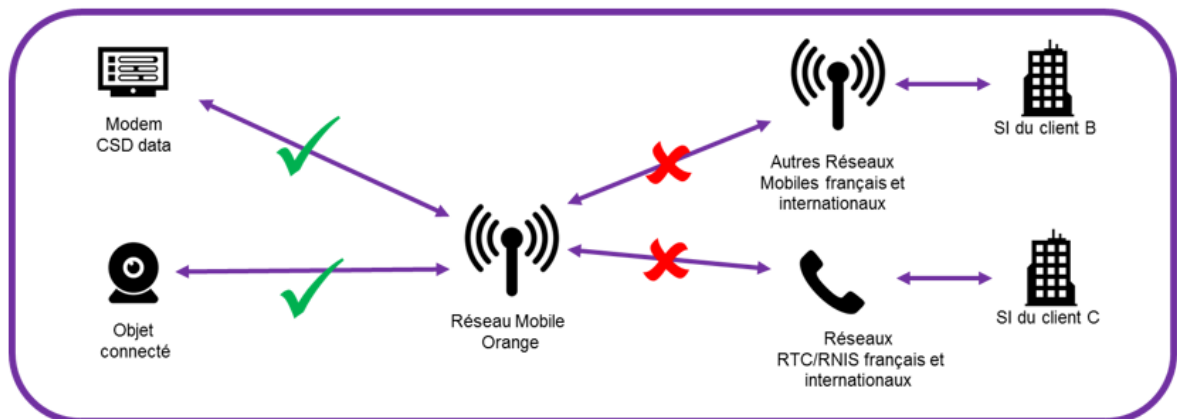 Modem
CSD data
SI du client B
Autres Réseaux
Mobiles français et
internationaux
Objet
connecté
Réseau Mobile
Orange
Réseaux
RTC/RNIS français et
internationaux
SI du client C